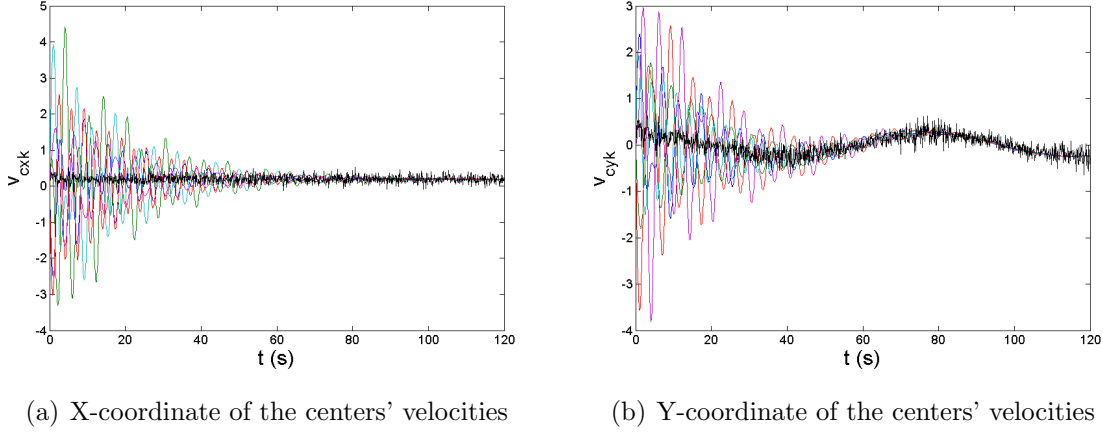 5
4
3
2
1
0
-1
-2
-3
-4
0 20 40 60 80 100 120
v_cxk
t (s)
3
2
1
0
-1
-2
-3
-4
0 20 40 60 80 100 120
v_cyk
t (s)
(a) X-coordinate of the centers' velocities
(b) Y-coordinate of the centers' velocities